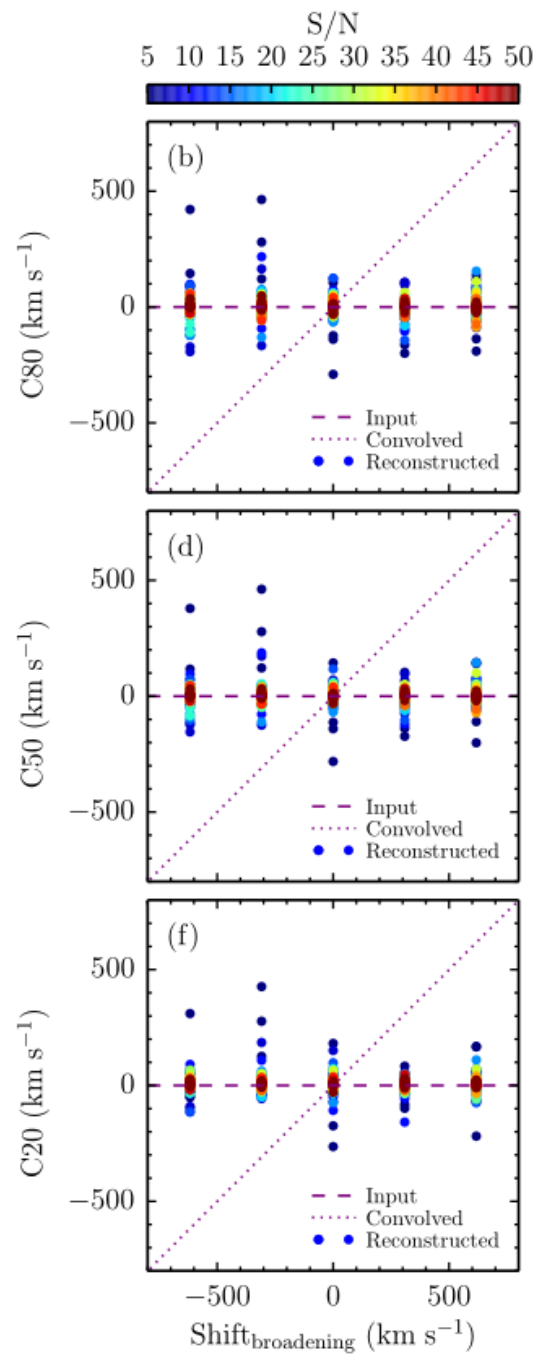 S/N
5 10 15 20 25 30 35 40 45 50
(b)
500
0
−500
C80 (km s⁻¹)
Input
Convolved
Reconstructed
(d)
500
0
−500
C50 (km s⁻¹)
Input
Convolved
Reconstructed
(f)
500
0
−500
C20 (km s⁻¹)
Input
Convolved
Reconstructed
−500 0 500
Shift_broadening (km s⁻¹)